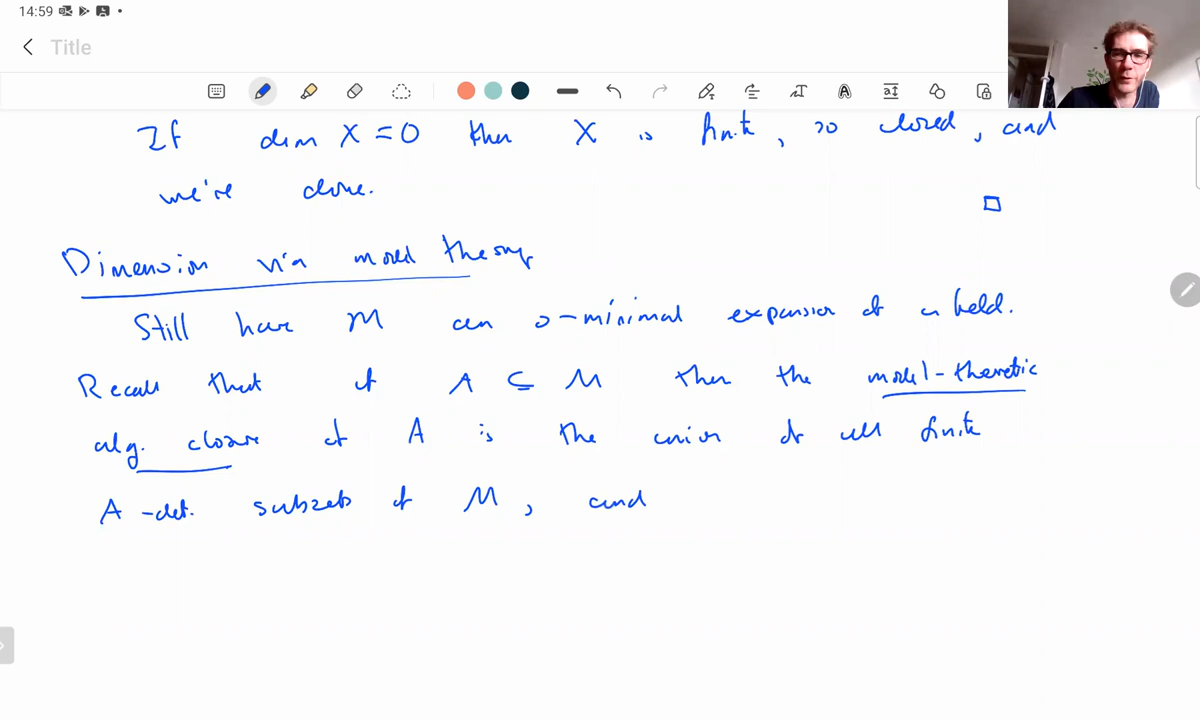 14:59
Title
If dim X = 0 then X is finite, so closed, and
we're done.
□
Dimension via model theory
Still have M an o-minimal expansion of a field.
Recall that if A ⊆ M then the model-theoretic
alg. closure of A is the union of all finite
A-def. subsets of M, and